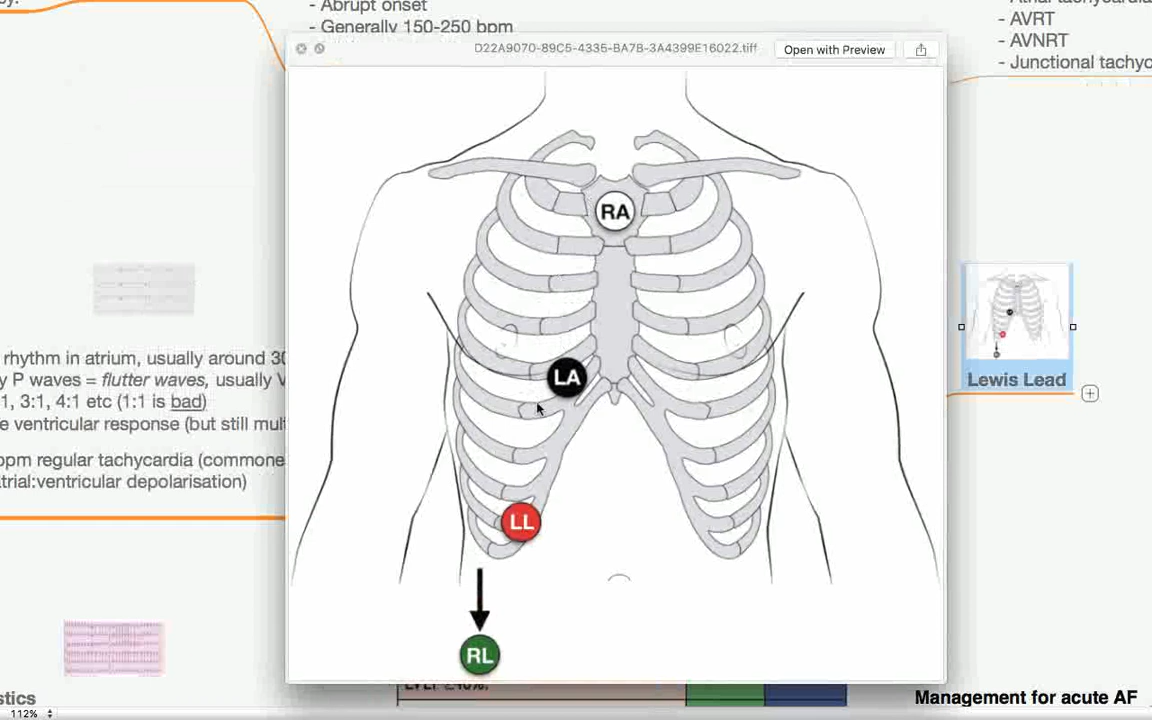 - Abrupt onset
- Generally 150-250 bpm
- AVRT
- AVNRT
- Junctional tachyc
D22A9070-89C5-4335-BA7B-3A4399E16022.tiff
Open with Preview
RA
LA
LL
RL
rhythm in atrium, usually around 30
y P waves = flutter waves, usually V
1, 3:1, 4:1 etc (1:1 is bad)
e ventricular response (but still mul
opm regular tachycardia (commone
atrial:ventricular depolarisation)
Lewis Lead
stics
112%
Management for acute AF